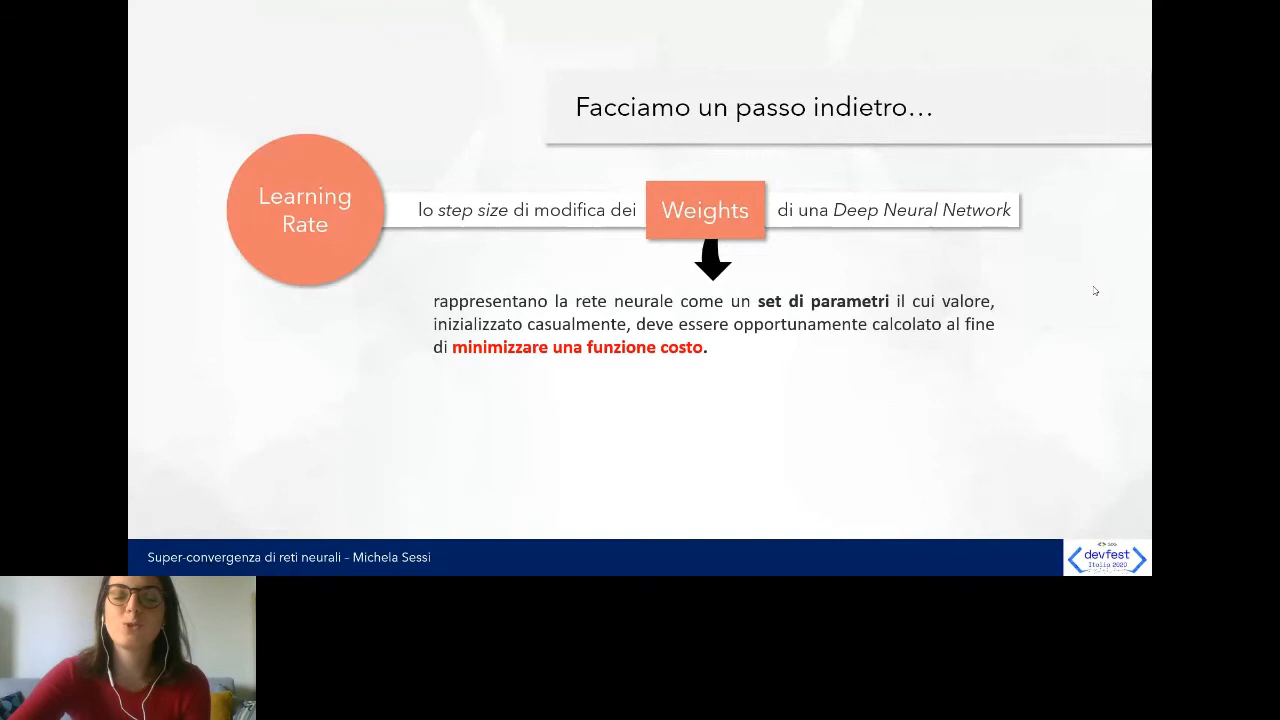 Facciamo un passo indietro...
Learning
Rate
lo step size di modifica dei Weights di una Deep Neural Network
rappresentano la rete neurale come un set di parametri il cui valore,
inizializzato casualmente, deve essere opportunamente calcolato al fine
di minimizzare una funzione costo.
Super-convergenza di reti neurali – Michela Sessi
devfest
Italia 2020